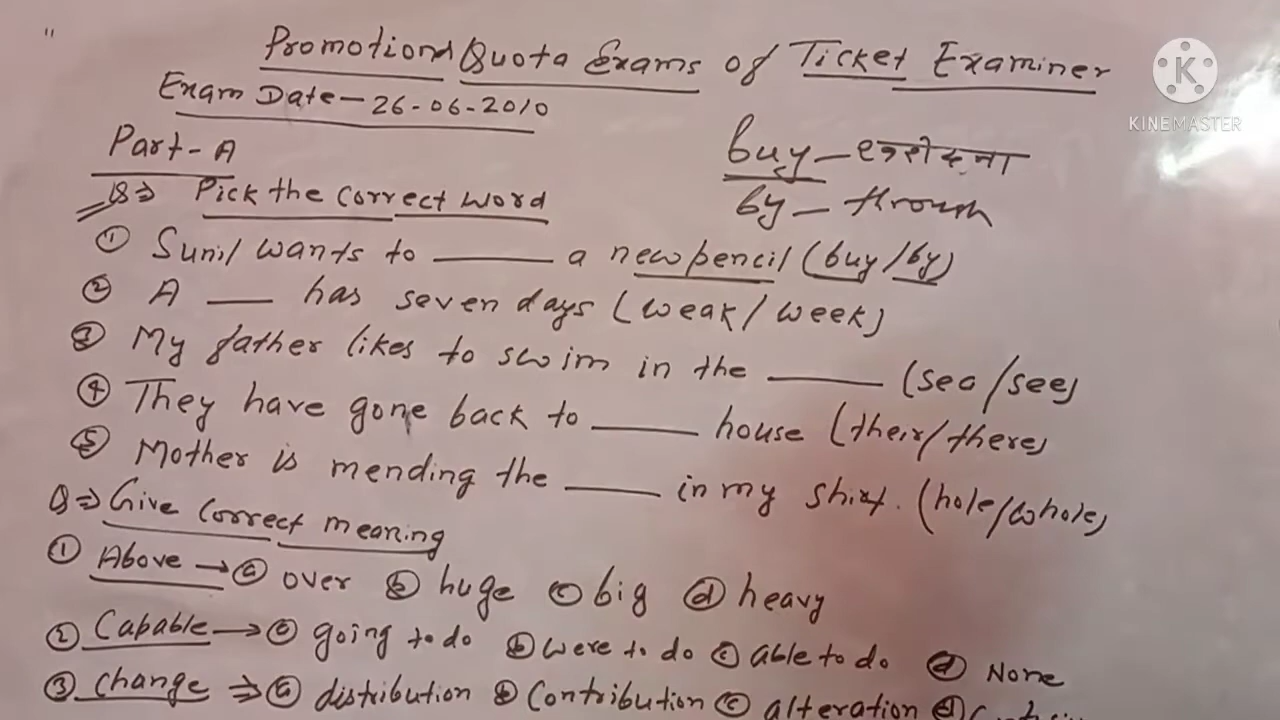 Promotional Quota Exams of Ticket Examiner
Exam Date - 26-06-2010
Part-A
buy - खरीदना
by - through
Q⇒ Pick the correct word
① Sunil wants to ____ a new pencil (buy/by)
② A ____ has seven days (weak/week)
③ My father likes to swim in the ____ (sea/see)
④ They have gone back to ____ house (their/there)
⑤ Mother is mending the ____ in my shirt. (hole/whole)
Q⇒ Give correct meaning
① Above → ⓐ over ⓑ huge ⓒ big ⓓ heavy
② Capable → ⓐ going to do ⓑ were to do ⓒ able to do ⓓ None
③ change ⇒ ⓐ distribution ⓑ contribution ⓒ alteration ⓓ
K
KINEMASTER